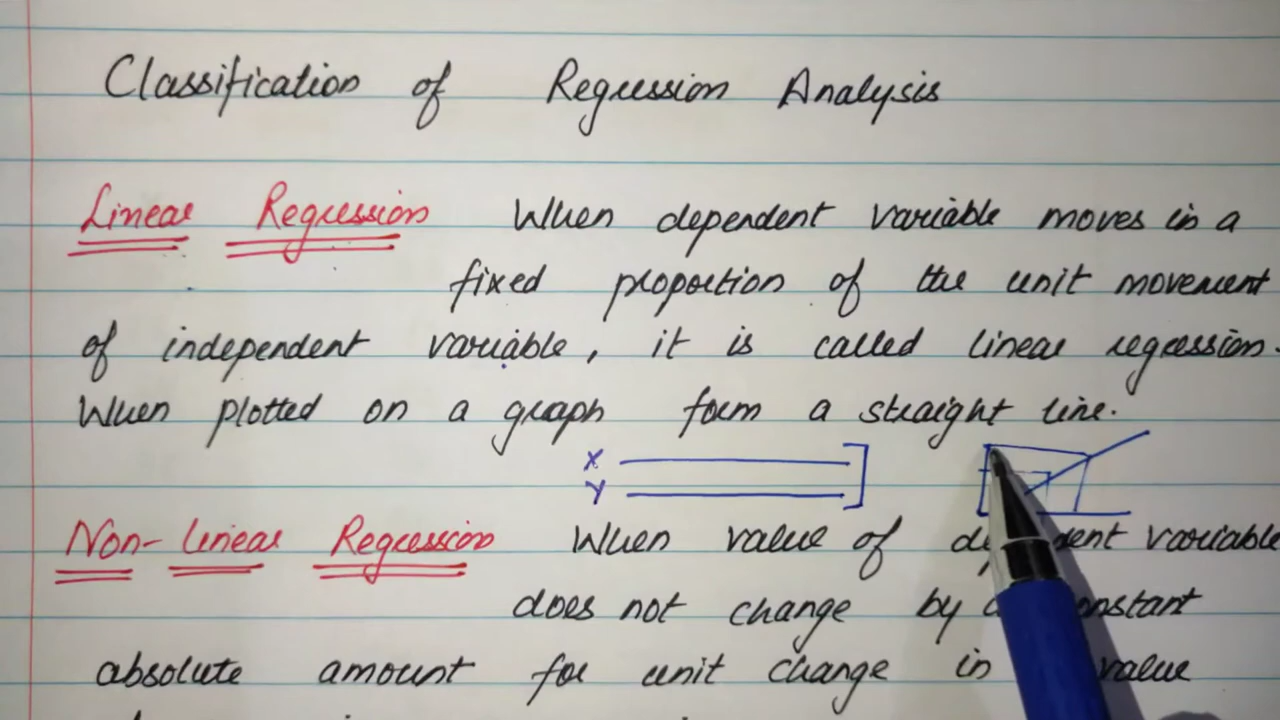 Classification of Regression Analysis
Linear Regression When dependent variable moves in a
fixed proportion of the unit movement
of independent variable, it is called linear regression.
When plotted on a graph form a straight line.
X
Y
Non-linear Regression When value of variable
does not change by
absolute amount for unit change in value